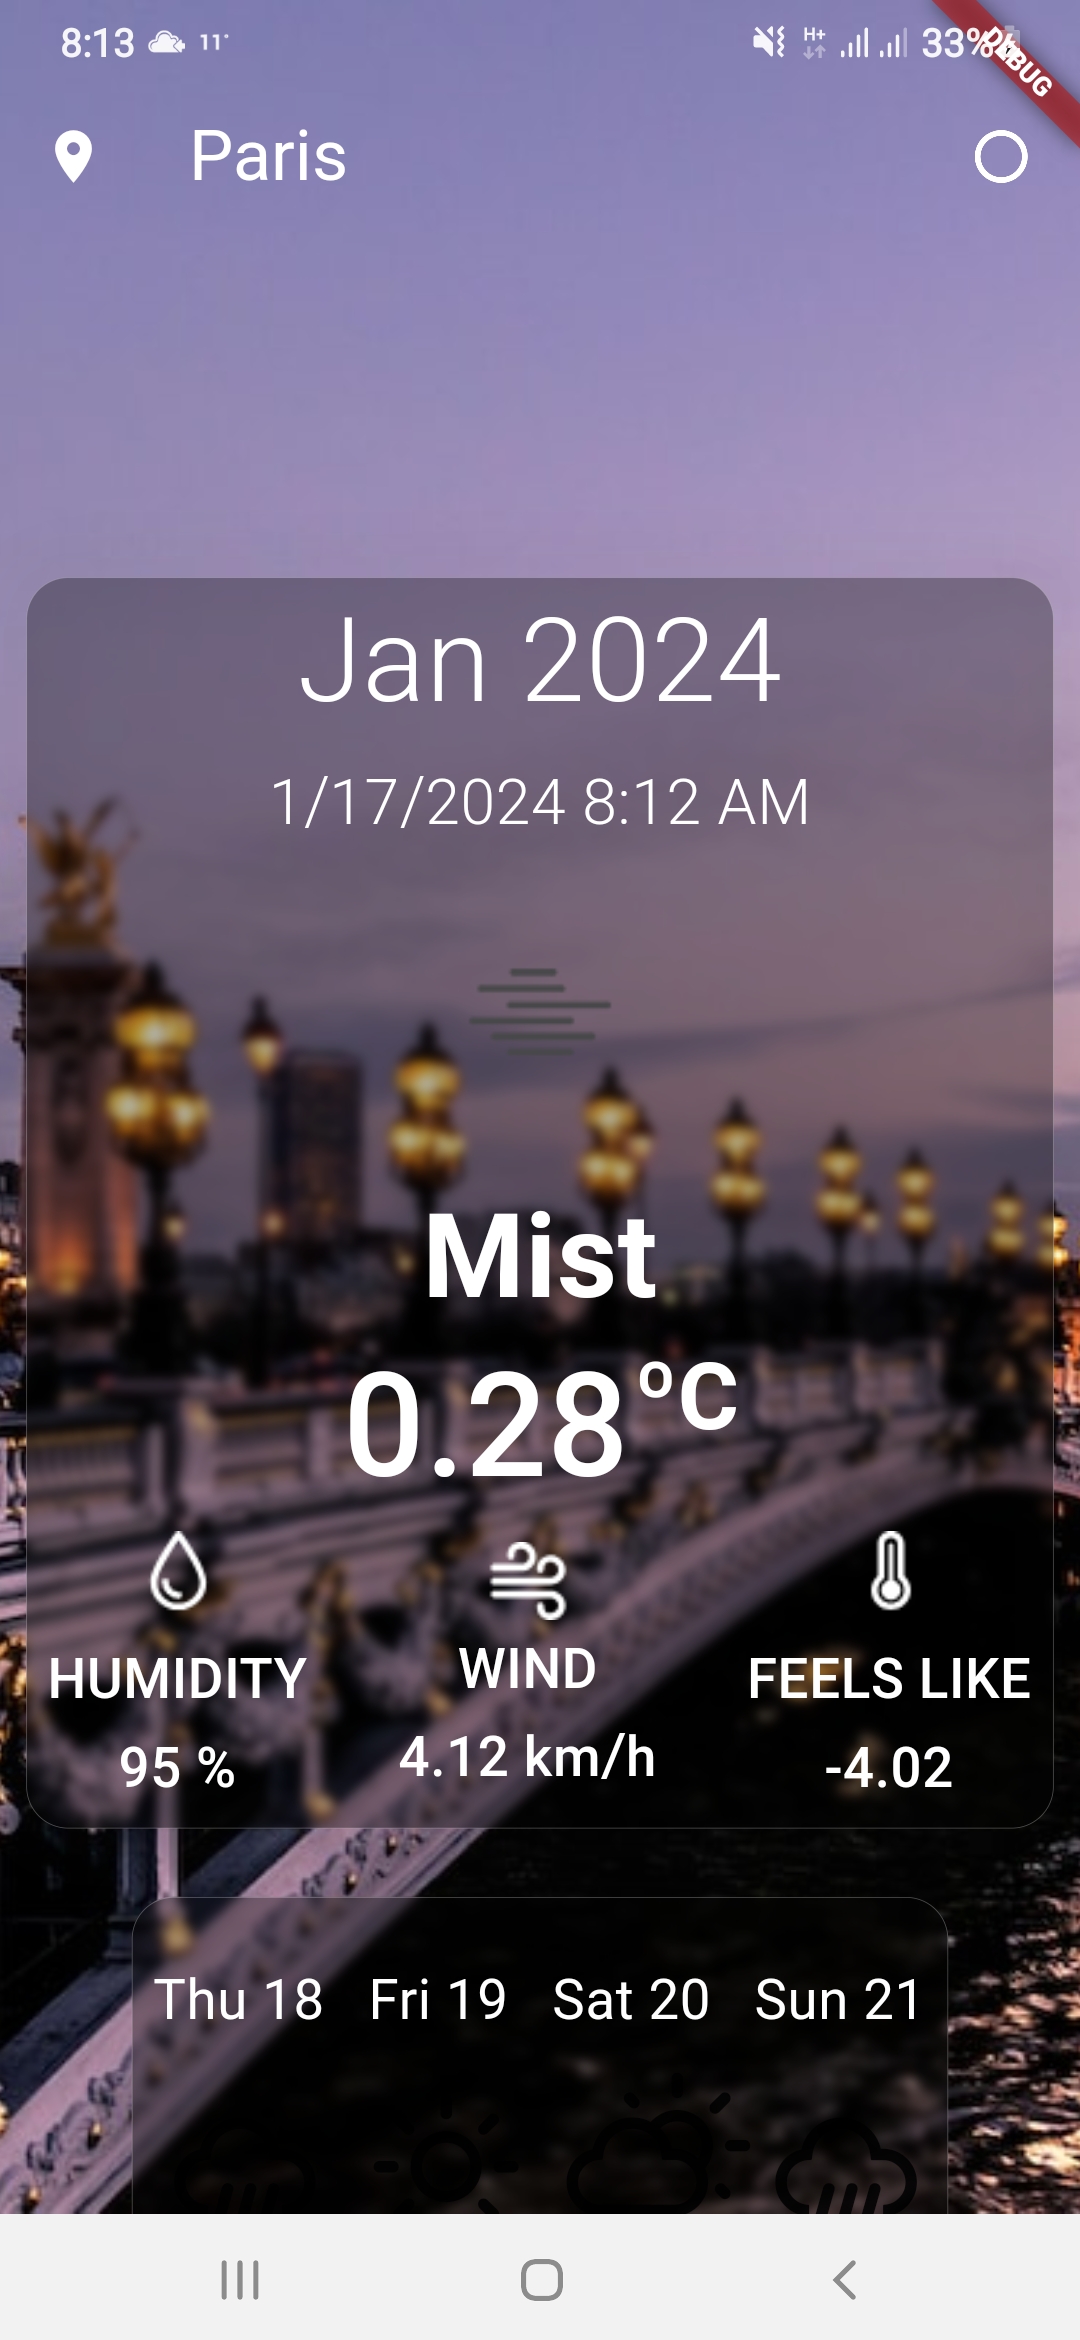 8:13 11° H+ 33%
DEBUG
Paris
Jan 2024
1/17/2024 8:12 AM
Mist
0.28°C
HUMIDITY WIND FEELS LIKE
95 % 4.12 km/h -4.02
Thu 18 Fri 19 Sat 20 Sun 21